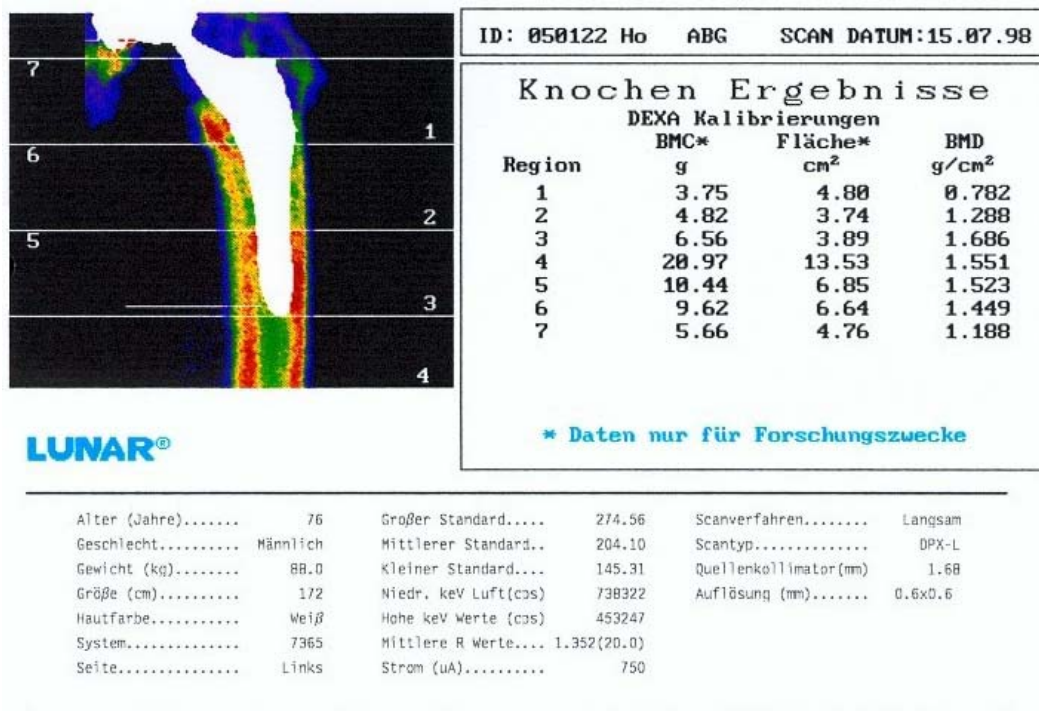 ID: 050122 Ho ABG SCAN DATUM:15.07.98
7
1
6
2
5
3
4
Knochen Ergebnisse
DEXA Kalibrierungen
BMC* Fläche* BMD
Region g cm² g/cm²
1 3.75 4.80 0.782
2 4.82 3.74 1.288
3 6.56 3.89 1.686
4 20.97 13.53 1.551
5 10.44 6.85 1.523
6 9.62 6.64 1.449
7 5.66 4.76 1.188
* Daten nur für Forschungszwecke
LUNAR®
Alter (Jahre)....... 76 Großer Standard..... 274.56 Scanverfahren........ Langsam
Geschlecht.......... Männlich Mittlerer Standard.. 204.10 Scantyp.............. DPX-L
Gewicht (kg)........ 88.0 Kleiner Standard.... 145.31 Quellenkollimator(mm) 1.68
Größe (cm).......... 172 Niedr. keV Luft(cps) 738322 Auflösung (mm)....... 0.6x0.6
Hautfarbe........... Weiß Hohe keV Werte (cps) 453247
System.............. 7365 Mittlere R Werte.... 1.352(20.0)
Seite............... Links Strom (uA).......... 750